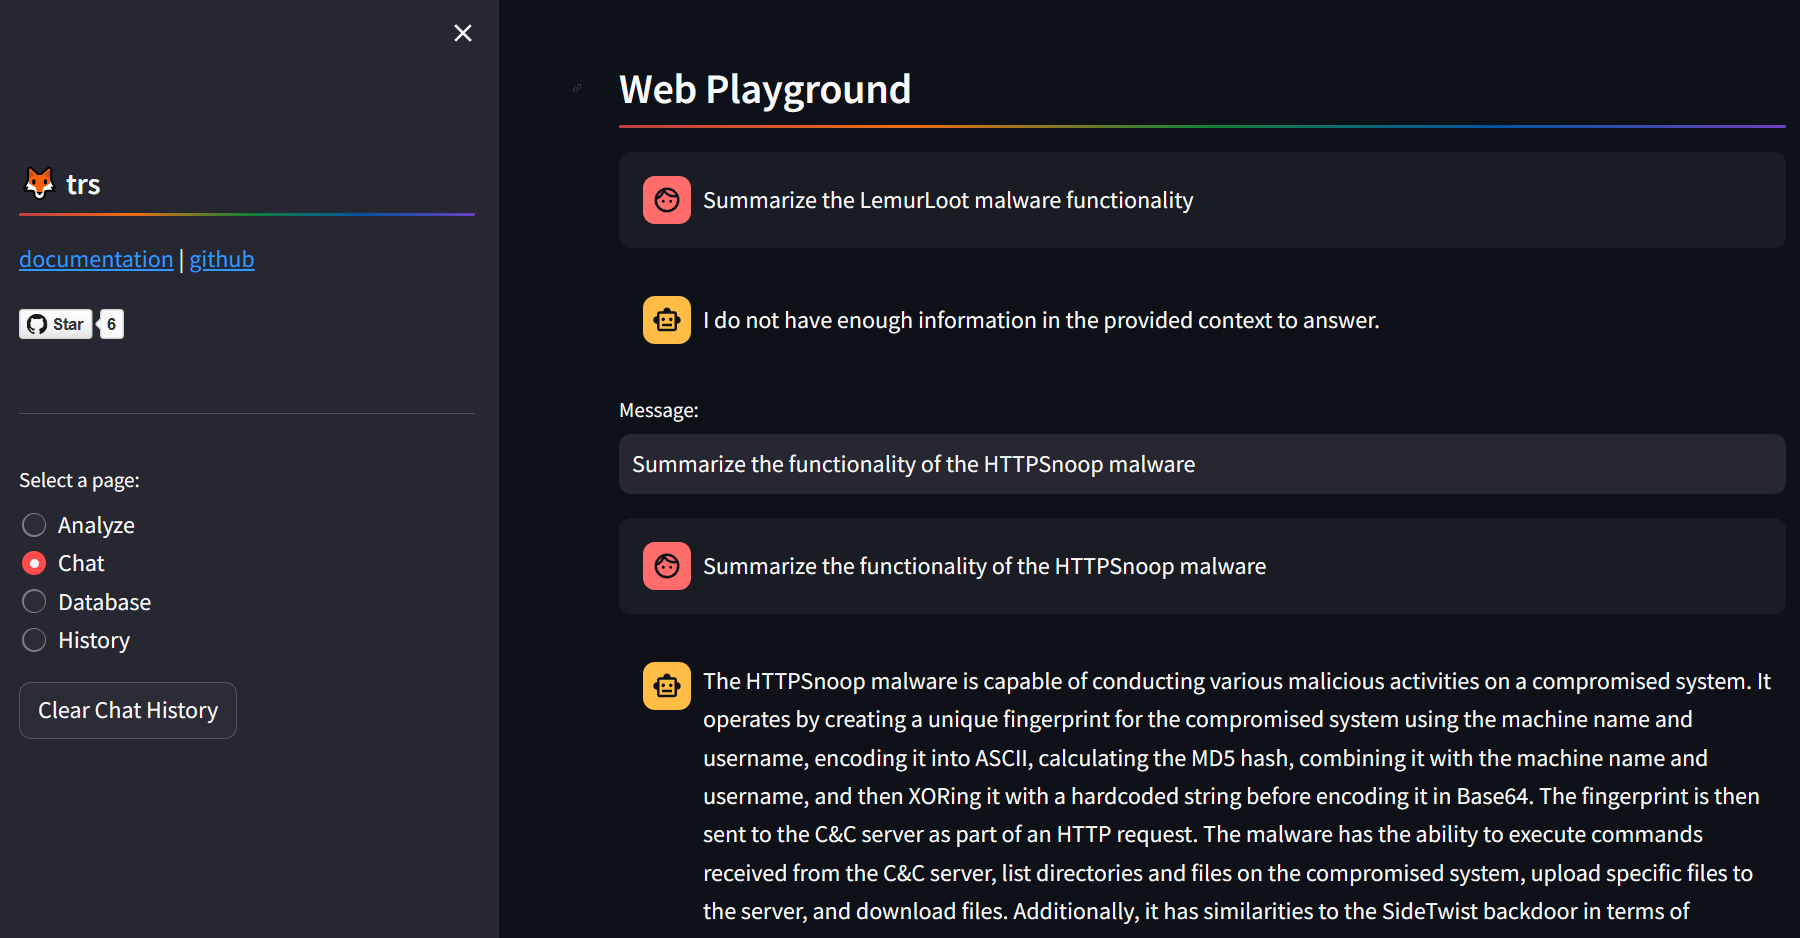 trs
documentation | github
Star 6
Select a page:
Analyze
Chat
Database
History
Clear Chat History
Web Playground
Summarize the LemurLoot malware functionality
I do not have enough information in the provided context to answer.
Message:
Summarize the functionality of the HTTPSnoop malware
Summarize the functionality of the HTTPSnoop malware
The HTTPSnoop malware is capable of conducting various malicious activities on a compromised system. It
operates by creating a unique fingerprint for the compromised system using the machine name and
username, encoding it into ASCII, calculating the MD5 hash, combining it with the machine name and
username, and then XORing it with a hardcoded string before encoding it in Base64. The fingerprint is then
sent to the C&C server as part of an HTTP request. The malware has the ability to execute commands
received from the C&C server, list directories and files on the compromised system, upload specific files to
the server, and download files. Additionally, it has similarities to the SideTwist backdoor in terms of